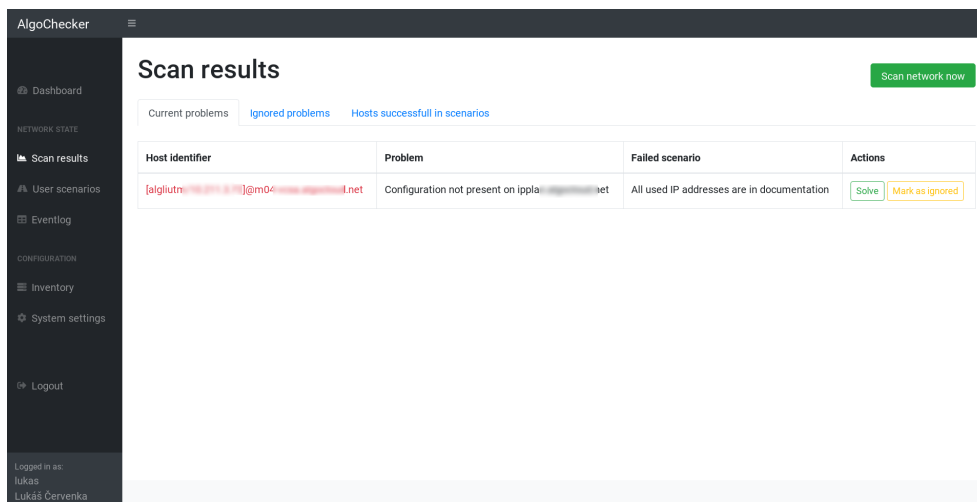 AlgoChecker
Scan results
Scan network now
Dashboard
Current problems
Ignored problems
Hosts successfull in scenarios
NETWORK STATE
Scan results
User scenarios
Eventlog
CONFIGURATION
Inventory
System settings
Logout
Host identifier
Problem
Failed scenario
Actions
Configuration not present on
All used IP addresses are in documentation
Solve
Mark as ignored
Logged in as:
lukas
Lukáš Červenka